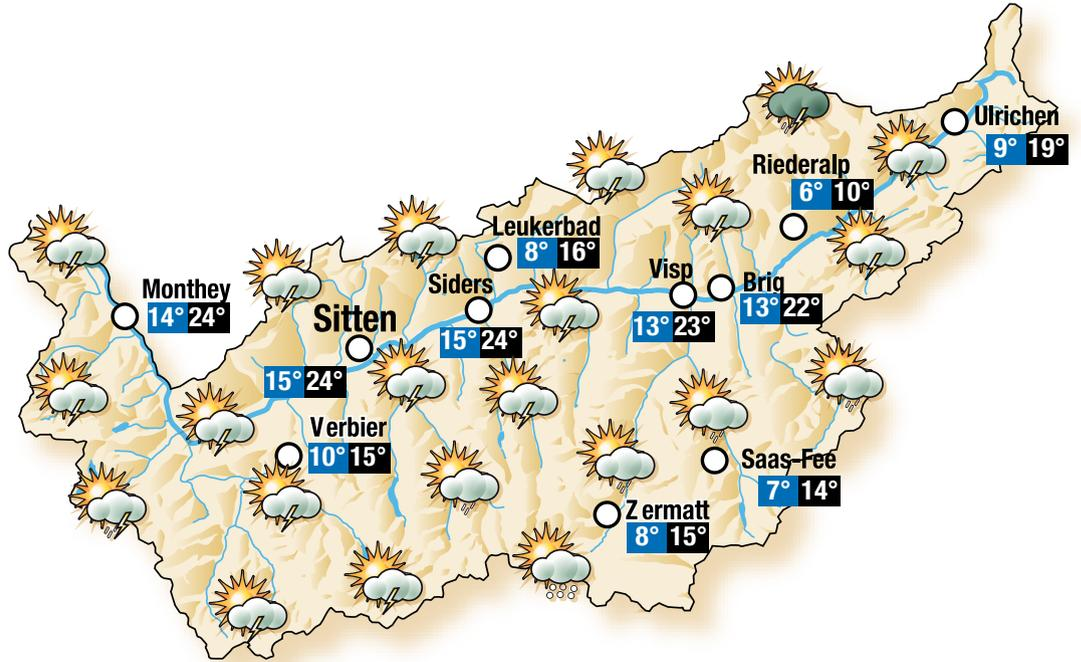 Ulrichen
9° 19°
Riederalp
6° 10°
Leukerbad
8° 16°
Visp
13° 23°
Brig
13° 22°
Siders
15° 24°
Monthey
14° 24°
Sitten
15° 24°
Verbier
10° 15°
Saas-Fee
7° 14°
Zermatt
8° 15°